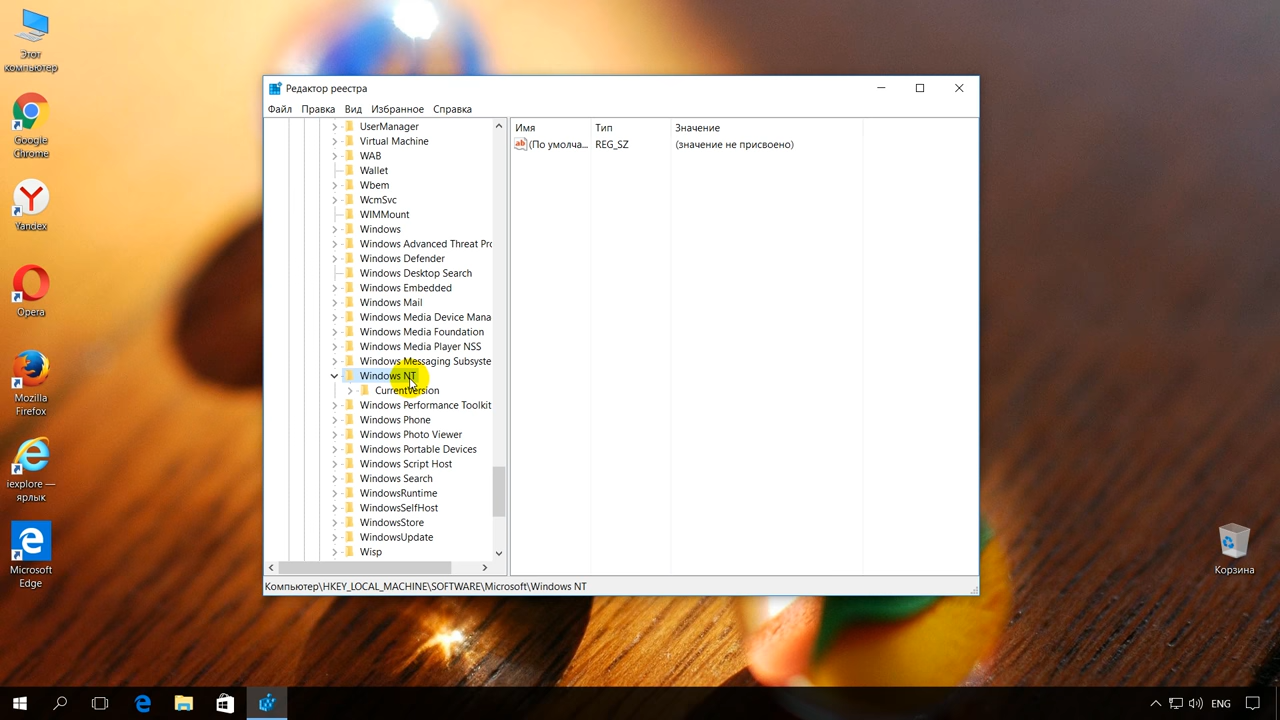 Этот
компьютер
Google
Chrome
Yandex
Opera
Mozilla
Firefox
iexplore —
ярлык
Microsoft
Edge
Корзина
Редактор реестра
Файл Правка Вид Избранное Справка
UserManager
Virtual Machine
WAB
Wallet
Wbem
WcmSvc
WIMMount
Windows
Windows Advanced Threat Pro
Windows Defender
Windows Desktop Search
Windows Embedded
Windows Mail
Windows Media Device Mana
Windows Media Foundation
Windows Media Player NSS
Windows Messaging Subsyste
Windows NT
CurrentVersion
Windows Performance Toolkit
Windows Phone
Windows Photo Viewer
Windows Portable Devices
Windows Script Host
Windows Search
WindowsRuntime
WindowsSelfHost
WindowsStore
WindowsUpdate
Wisp
Имя Тип Значение
ab (По умолча... REG_SZ (значение не присвоено)
Компьютер\HKEY_LOCAL_MACHINE\SOFTWARE\Microsoft\Windows NT
ENG